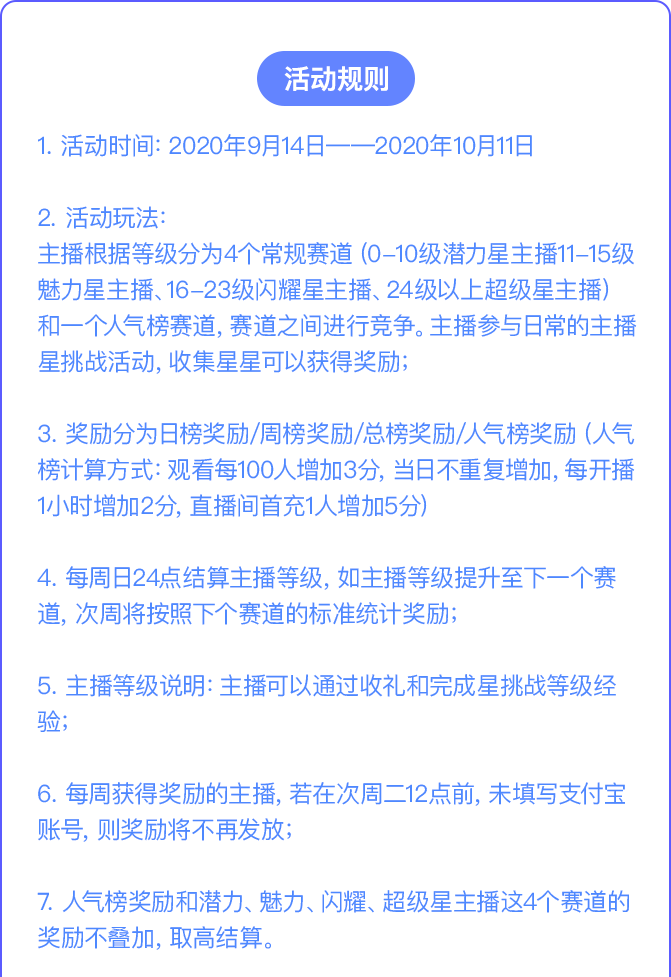 活动规则
1. 活动时间: 2020年9月14日——2020年10月11日
2. 活动玩法:
主播根据等级分为4个常规赛道 (0-10级潜力星主播11-15级
魅力星主播、16-23级闪耀星主播、24级以上超级星主播)
和一个人气榜赛道, 赛道之间进行竞争。主播参与日常的主播
星挑战活动, 收集星星可以获得奖励;
3. 奖励分为日榜奖励/周榜奖励/总榜奖励/人气榜奖励 (人气
榜计算方式: 观看每100人增加3分, 当日不重复增加, 每开播
1小时增加2分, 直播间首充1人增加5分)
4. 每周日24点结算主播等级, 如主播等级提升至下一个赛
道, 次周将按照下个赛道的标准统计奖励;
5. 主播等级说明: 主播可以通过收礼和完成星挑战等级经
验;
6. 每周获得奖励的主播, 若在次周二12点前, 未填写支付宝
账号, 则奖励将不再发放;
7. 人气榜奖励和潜力、魅力、闪耀、超级星主播这4个赛道的
奖励不叠加, 取高结算。